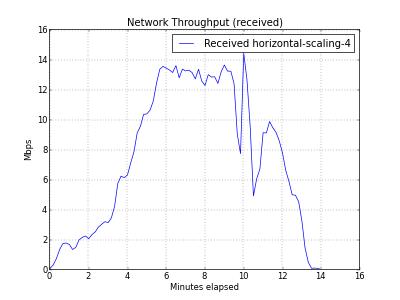 Network Throughput (received)
Received horizontal-scaling-4
Mbps
16
14
12
10
8
6
4
2
0
0 2 4 6 8 10 12 14 16
Minutes elapsed